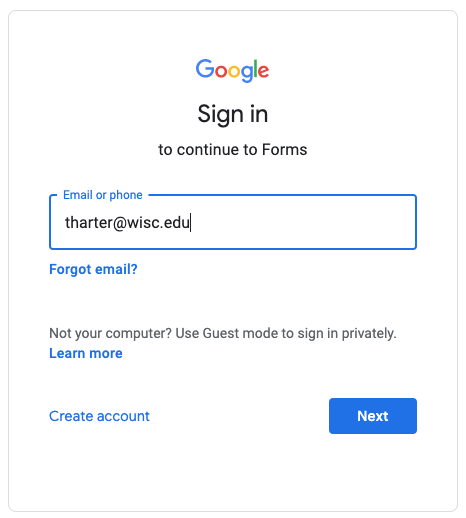 Google
Sign in
to continue to Forms
Email or phone
tharter@wisc.edu
Forgot email?
Not your computer? Use Guest mode to sign in privately.
Learn more
Create account
Next